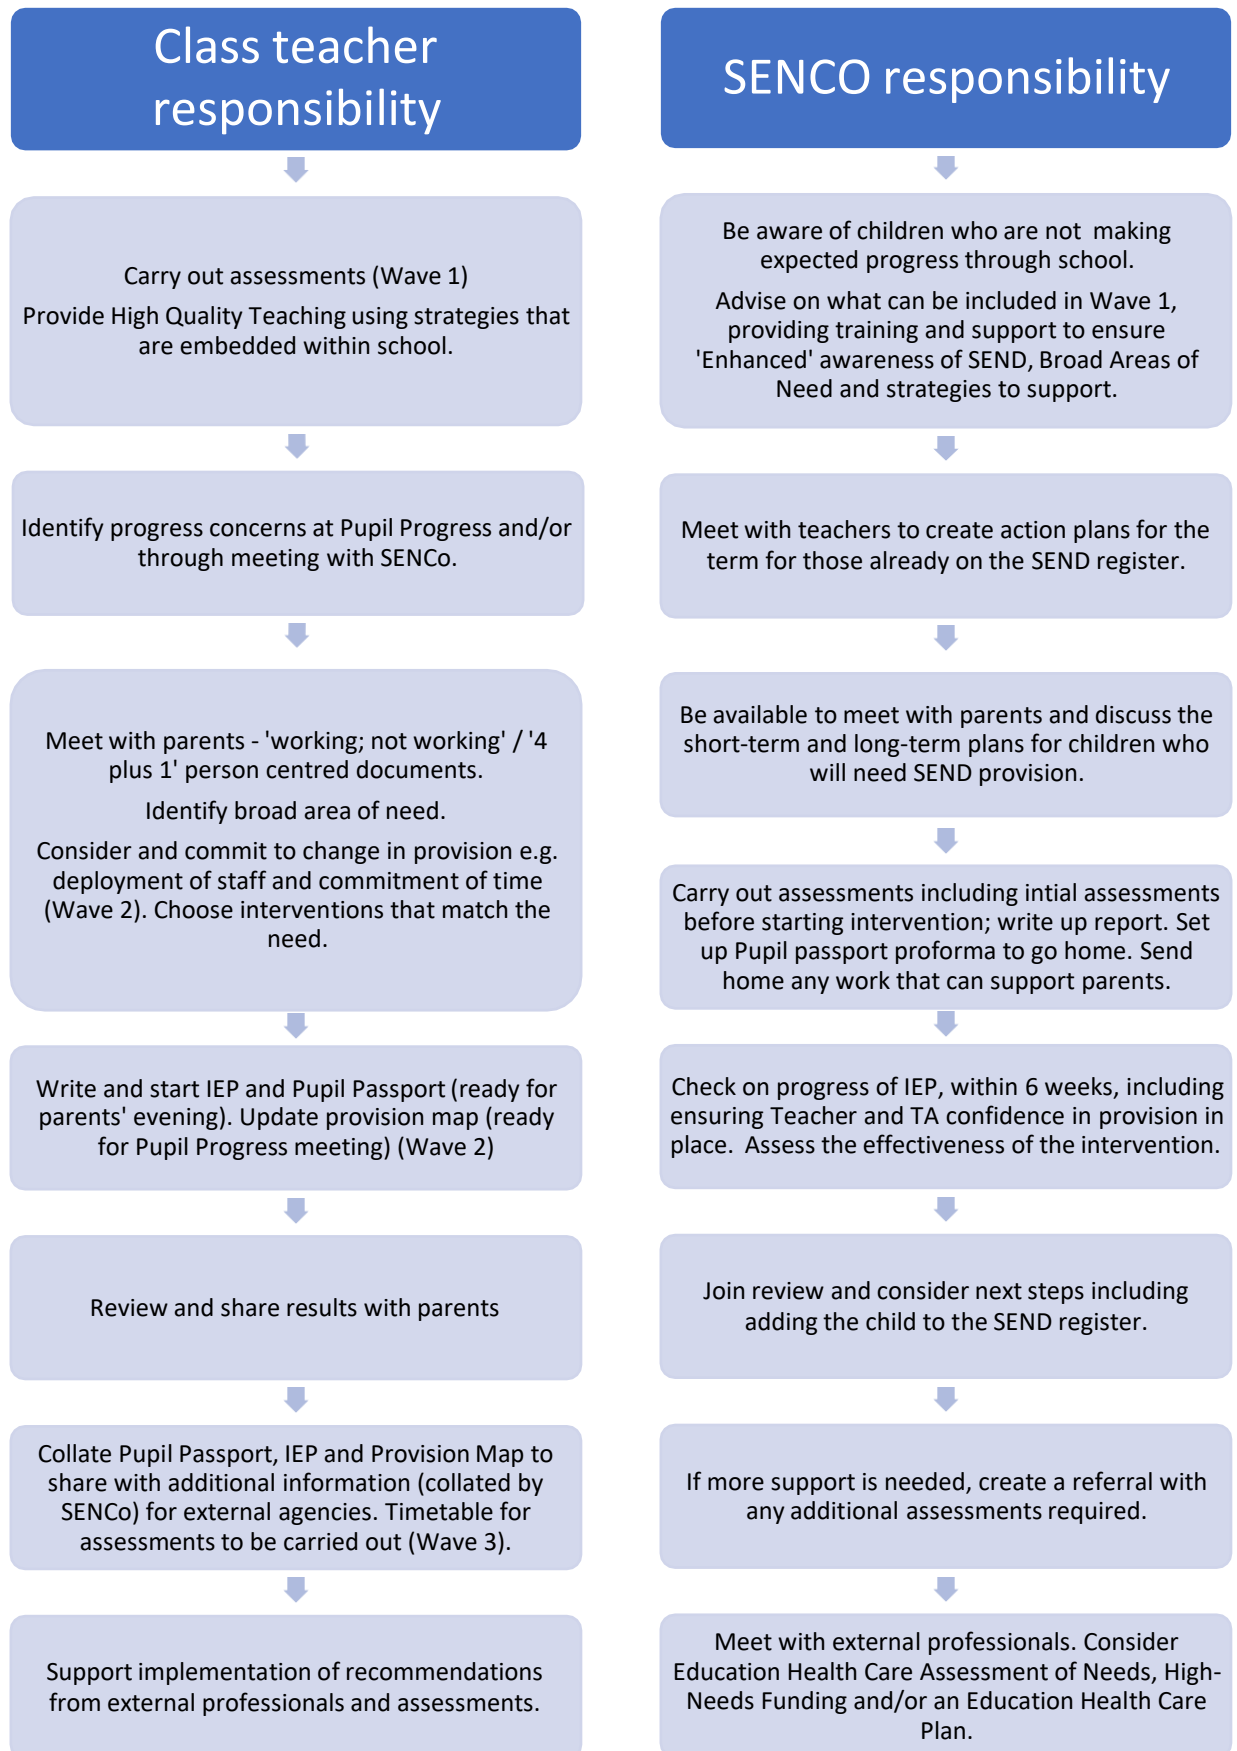 Class teacher
responsibility
Carry out assessments (Wave 1)
Provide High Quality Teaching using strategies that
are embedded within school.
Identify progress concerns at Pupil Progress and/or
through meeting with SENCo.
Meet with parents - 'working; not working' / '4
plus 1' person centred documents.
Identify broad area of need.
Consider and commit to change in provision e.g.
deployment of staff and commitment of time
(Wave 2). Choose interventions that match the
need.
Write and start IEP and Pupil Passport (ready for
parents' evening). Update provision map (ready
for Pupil Progress meeting) (Wave 2)
Review and share results with parents
Collate Pupil Passport, IEP and Provision Map to
share with additional information (collated by
SENCo) for external agencies. Timetable for
assessments to be carried out (Wave 3).
Support implementation of recommendations
from external professionals and assessments.
SENCO responsibility
Be aware of children who are not  making
expected progress through school.
Advise on what can be included in Wave 1,
providing training and support to ensure
'Enhanced' awareness of SEND, Broad Areas of
Need and strategies to support.
Meet with teachers to create action plans for the
term for those already on the SEND register.
Be available to meet with parents and discuss the
short-term and long-term plans for children who
will need SEND provision.
Carry out assessments including intial assessments
before starting intervention; write up report. Set
up Pupil passport proforma to go home. Send
home any work that can support parents.
Check on progress of IEP, within 6 weeks, including
ensuring Teacher and TA confidence in provision in
place.  Assess the effectiveness of the intervention.
Join review and consider next steps including
adding the child to the SEND register.
If more support is needed, create a referral with
any additional assessments required.
Meet with external professionals. Consider
Education Health Care Assessment of Needs, High-
Needs Funding and/or an Education Health Care
Plan.